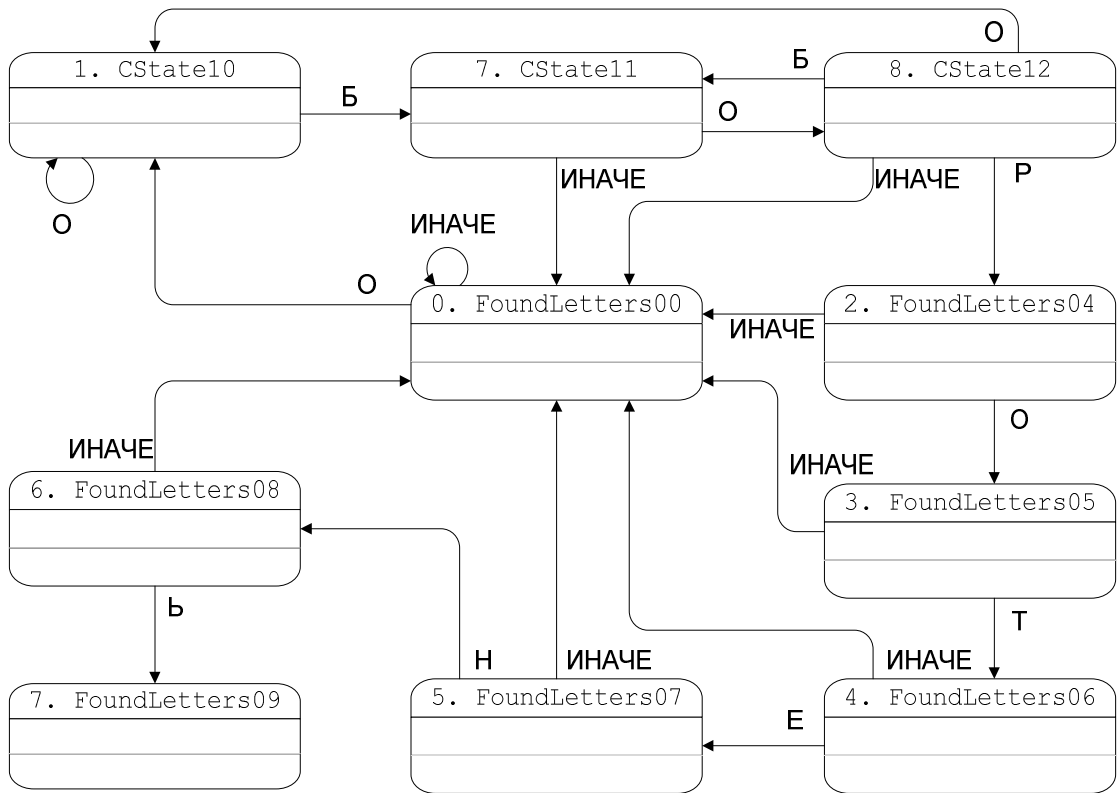 О
1. CState10
7. CState11
8. CState12
Б
Б
О
О
ИНАЧЕ
ИНАЧЕ
Р
ИНАЧЕ
О
0. FoundLetters00
2. FoundLetters04
ИНАЧЕ
О
ИНАЧЕ
ИНАЧЕ
6. FoundLetters08
3. FoundLetters05
Ь
Т
Н
ИНАЧЕ
ИНАЧЕ
7. FoundLetters09
5. FoundLetters07
4. FoundLetters06
Е